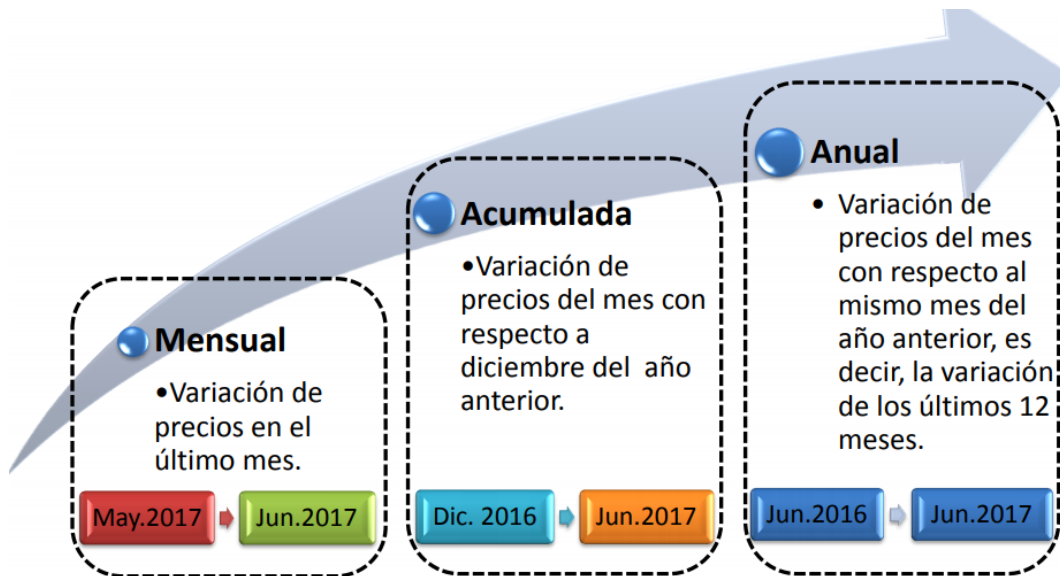 Mensual
•Variación de
precios en el
último mes.
May.2017
Jun.2017
Acumulada
•Variación de
precios del mes con
respecto a
diciembre del año
anterior.
Dic. 2016
Jun.2017
Anual
• Variación de
precios del mes
con respecto al
mismo mes del
año anterior, es
decir, la variación
de los últimos 12
meses.
Jun.2016
Jun.2017